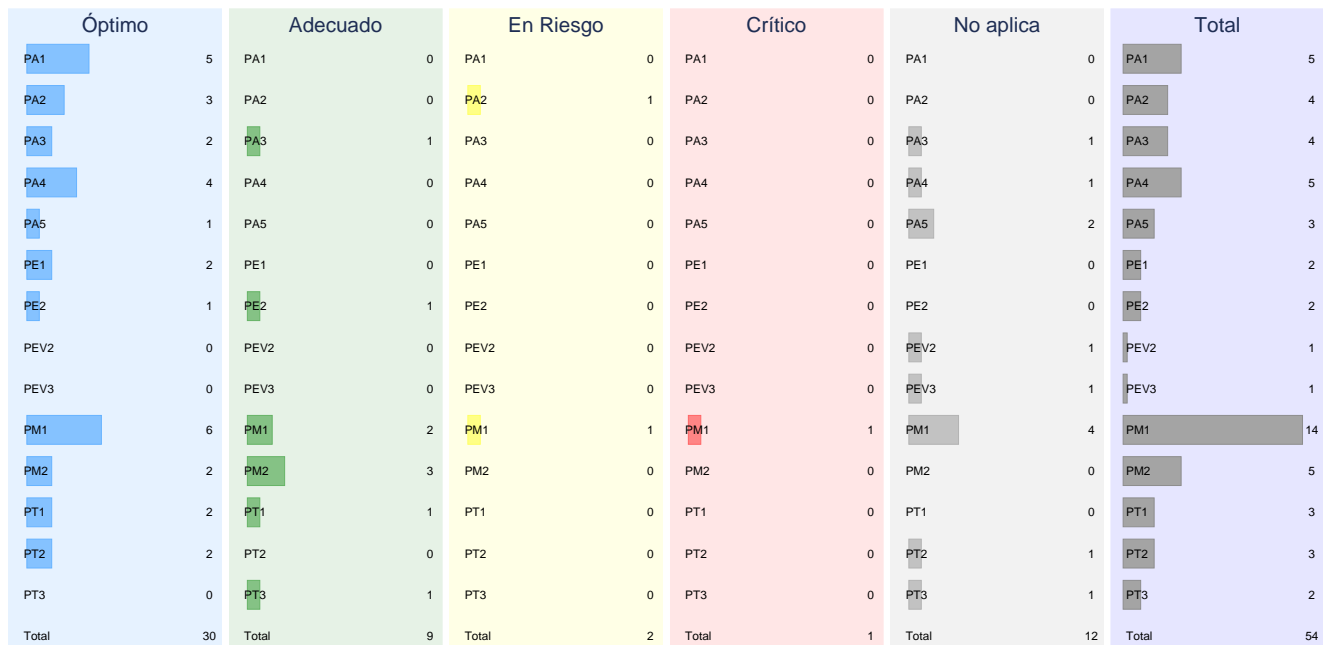 Óptimo Adecuado En Riesgo Crítico No aplica Total
PA1 5 PA1 0 PA1 0 PA1 0 PA1 0 PA1 5
PA2 3 PA2 0 PA2 1 PA2 0 PA2 0 PA2 4
PA3 2 PA3 1 PA3 0 PA3 0 PA3 1 PA3 4
PA4 4 PA4 0 PA4 0 PA4 0 PA4 1 PA4 5
PA5 1 PA5 0 PA5 0 PA5 0 PA5 2 PA5 3
PE1 2 PE1 0 PE1 0 PE1 0 PE1 0 PE1 2
PE2 1 PE2 1 PE2 0 PE2 0 PE2 0 PE2 2
PEV2 0 PEV2 0 PEV2 0 PEV2 0 PEV2 1 PEV2 1
PEV3 0 PEV3 0 PEV3 0 PEV3 0 PEV3 1 PEV3 1
PM1 6 PM1 2 PM1 1 PM1 1 PM1 4 PM1 14
PM2 2 PM2 3 PM2 0 PM2 0 PM2 0 PM2 5
PT1 2 PT1 1 PT1 0 PT1 0 PT1 0 PT1 3
PT2 2 PT2 0 PT2 0 PT2 0 PT2 1 PT2 3
PT3 0 PT3 1 PT3 0 PT3 0 PT3 1 PT3 2
Total 30 Total 9 Total 2 Total 1 Total 12 Total 54